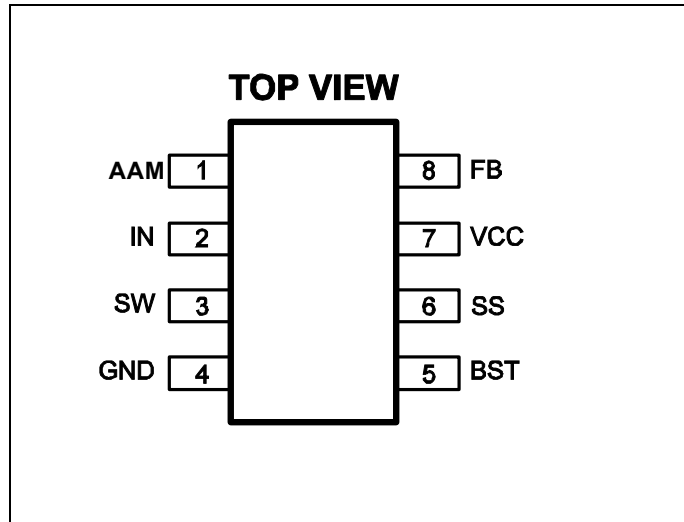 TOP VIEW
AAM 1 8 FB
IN 2 7 VCC
SW 3 6 SS
GND 4 5 BST